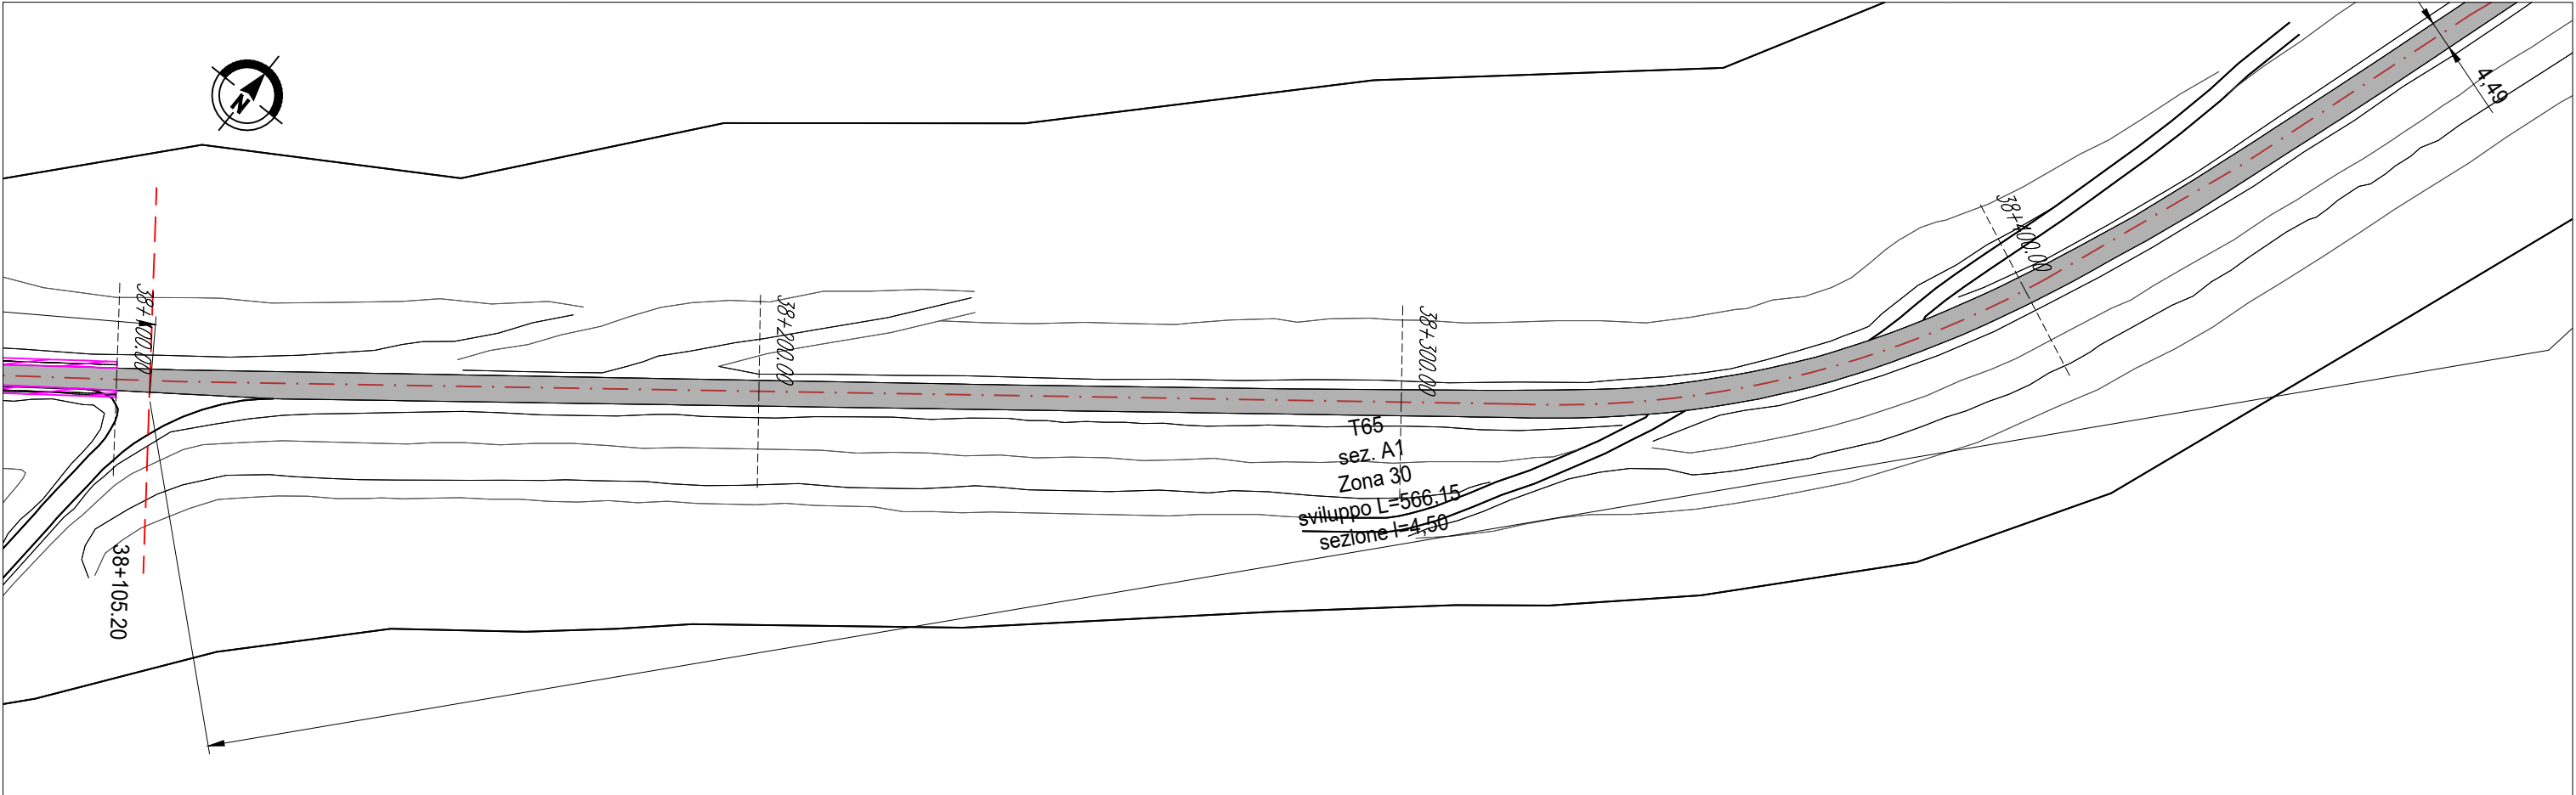 N
4,49
38+100.00
38+200.00
38+300.00
38+400.00
T65
sez. A1
Zona 30
sviluppo L=566,15
sezione l=4,50
38+105.20